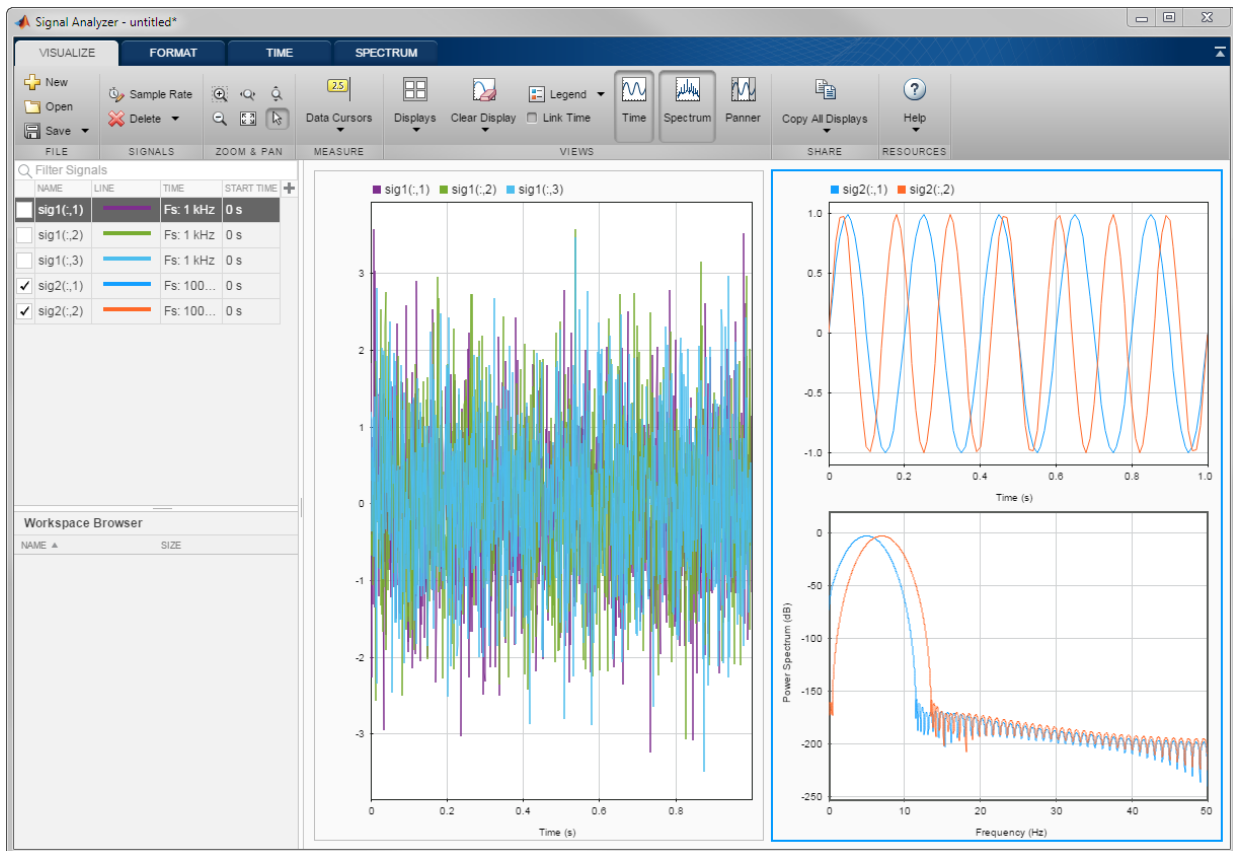 Signal Analyzer - untitled*
VISUALIZE FORMAT TIME SPECTRUM
New
Open
Save
FILE
Sample Rate
Delete
SIGNALS
ZOOM & PAN
2.5
Data Cursors
MEASURE
Displays
Clear Display
Legend
Link Time
Time
Spectrum
Panner
VIEWS
Copy All Displays
SHARE
Help
RESOURCES
Filter Signals
NAME LINE TIME START TIME
sig1(:,1) Fs: 1 kHz 0 s
sig1(:,2) Fs: 1 kHz 0 s
sig1(:,3) Fs: 1 kHz 0 s
sig2(:,1) Fs: 100... 0 s
sig2(:,2) Fs: 100... 0 s
Workspace Browser
NAME SIZE
sig1(:,1) sig1(:,2) sig1(:,3)
3
2
1
0
-1
-2
-3
0 0.2 0.4 0.6 0.8
Time (s)
sig2(:,1) sig2(:,2)
1.0
0.5
0
-0.5
-1.0
0 0.2 0.4 0.6 0.8 1.0
Time (s)
Power Spectrum (dB)
0
-50
-100
-150
-200
-250
0 10 20 30 40 50
Frequency (Hz)